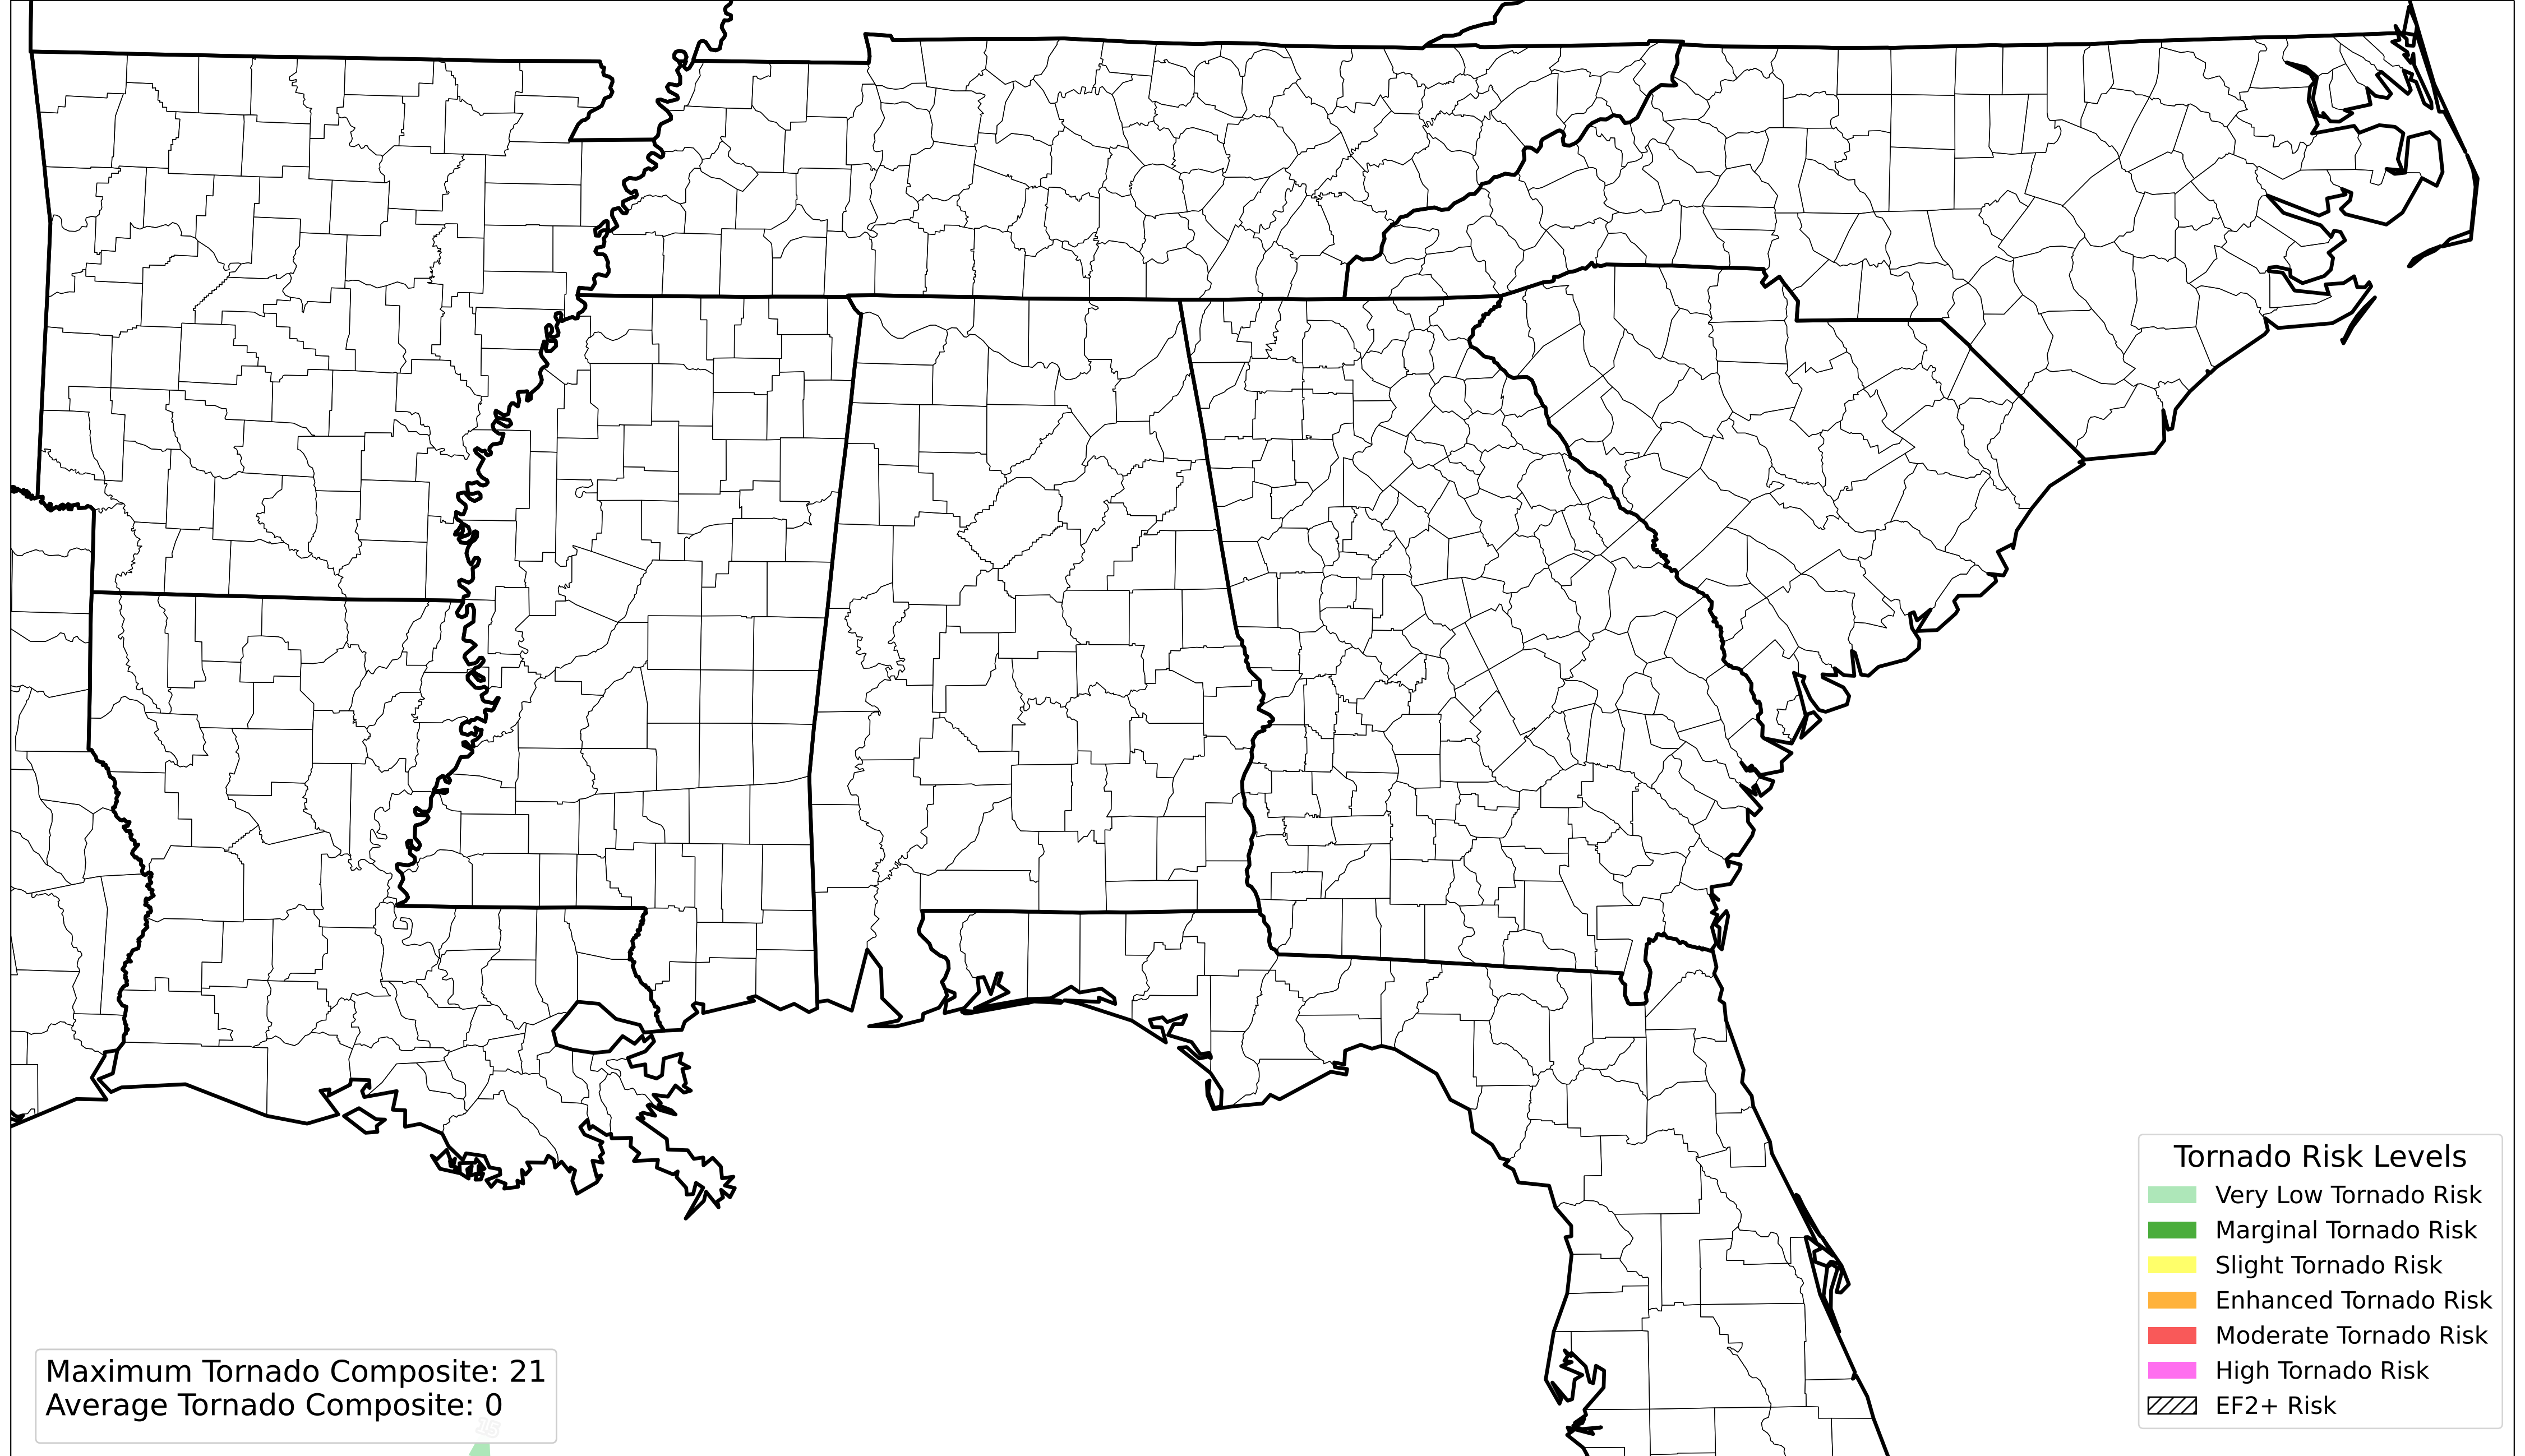 Tornado Risk Levels
Very Low Tornado Risk
Marginal Tornado Risk
Slight Tornado Risk
Enhanced Tornado Risk
Moderate Tornado Risk
High Tornado Risk
EF2+ Risk
Maximum Tornado Composite: 21
Average Tornado Composite: 0
15